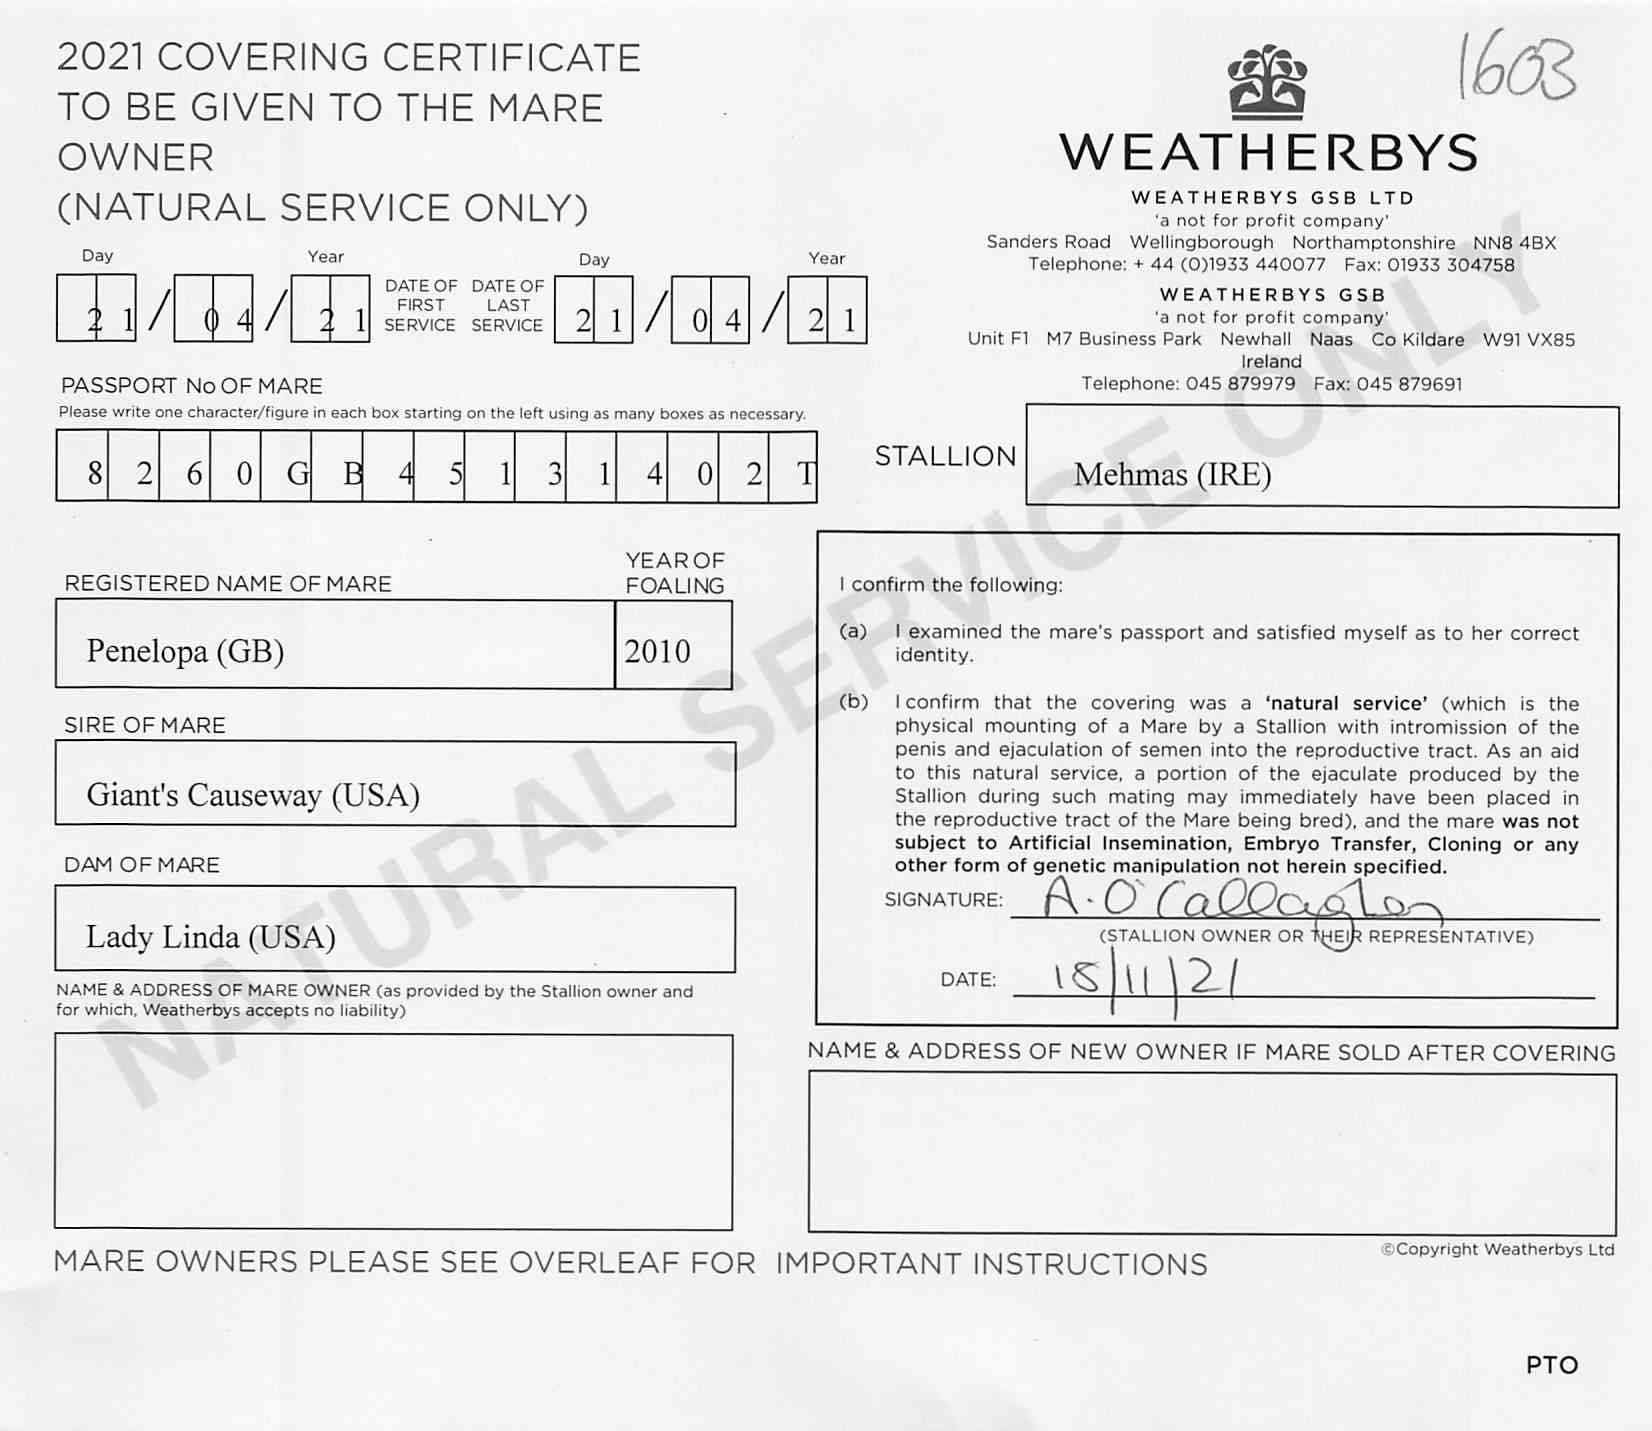 2021 COVERING CERTIFICATE
TO BE GIVEN TO THE MARE
OWNER
(NATURAL SERVICE ONLY)
1603
WEATHERBYS
WEATHERBYS GSB LTD
'a not for profit company'
Sanders Road Wellingborough Northamptonshire NN8 4BX
Telephone: + 44 (0)1933 440077 Fax: 01933 304758
WEATHERBYS GSB
'a not for profit company'
Unit F1 M7 Business Park Newhall Naas Co Kildare W91 VX85
Ireland
Telephone: 045 879979 Fax: 045 879691
Day Year
21/04/21
DATE OF FIRST SERVICE
DATE OF LAST SERVICE
Day Year
21/04/21
PASSPORT No OF MARE
Please write one character/figure in each box starting on the left using as many boxes as necessary.
8 2 6 0 G B 4 5 1 3 1 4 0 2 T
STALLION
Mehmas (IRE)
REGISTERED NAME OF MARE
YEAR OF
FOALING
Penelopa (GB)
2010
SIRE OF MARE
Giant's Causeway (USA)
DAM OF MARE
Lady Linda (USA)
NAME & ADDRESS OF MARE OWNER (as provided by the Stallion owner and
for which, Weatherbys accepts no liability)
I confirm the following:
(a) I examined the mare's passport and satisfied myself as to her correct
identity.
(b) I confirm that the covering was a 'natural service' (which is the
physical mounting of a Mare by a Stallion with intromission of the
penis and ejaculation of semen into the reproductive tract. As an aid
to this natural service, a portion of the ejaculate produced by the
Stallion during such mating may immediately have been placed in
the reproductive tract of the Mare being bred), and the mare was not
subject to Artificial Insemination, Embryo Transfer, Cloning or any
other form of genetic manipulation not herein specified.
SIGNATURE: A. O'Callaghan
(STALLION OWNER OR THEIR REPRESENTATIVE)
DATE: 18/11/21
NAME & ADDRESS OF NEW OWNER IF MARE SOLD AFTER COVERING
©Copyright Weatherbys Ltd
MARE OWNERS PLEASE SEE OVERLEAF FOR IMPORTANT INSTRUCTIONS
PTO
NATURAL SERVICE ONLY